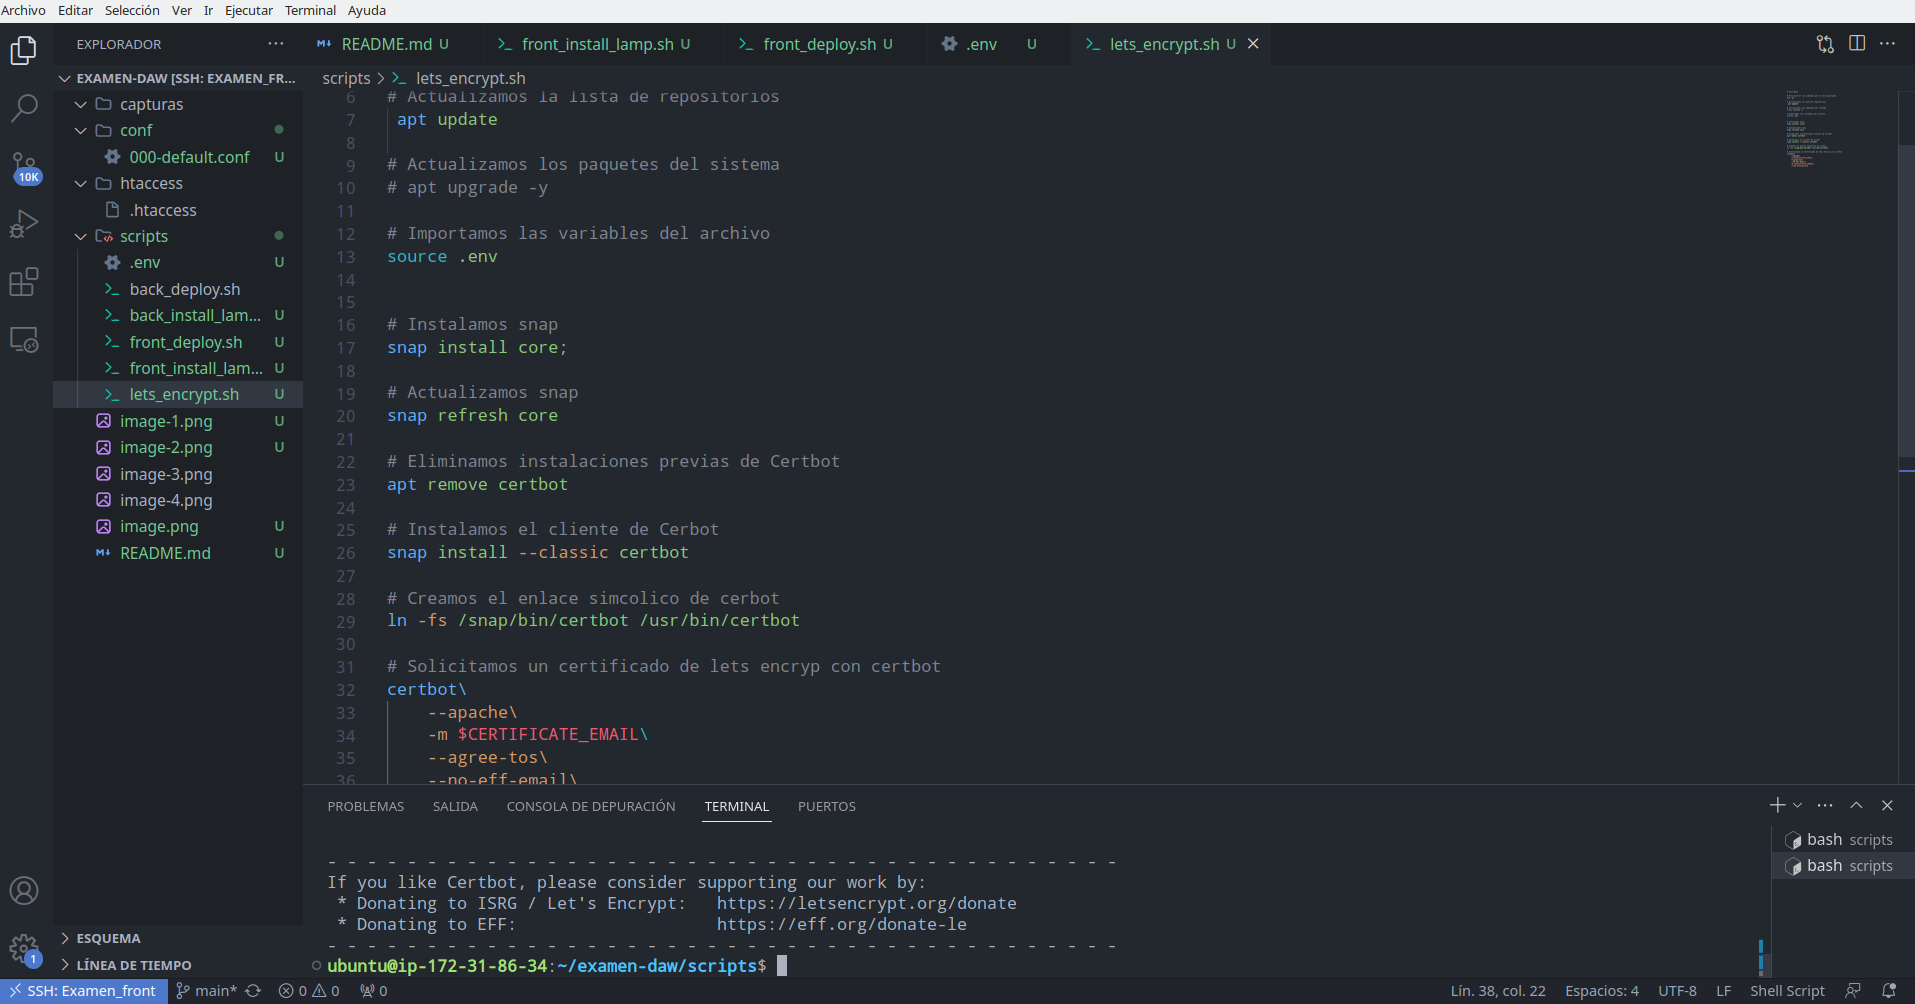 Archivo Editar Selección Ver Ir Ejecutar Terminal Ayuda
EXPLORADOR
README.md U
front_install_lamp.sh U
front_deploy.sh U
.env U
lets_encrypt.sh U
EXAMEN-DAW [SSH: EXAMEN_FR...
capturas
conf
000-default.conf U
htaccess
.htaccess
scripts
.env U
back_deploy.sh
back_install_lam... U
front_deploy.sh U
front_install_lam... U
lets_encrypt.sh U
image-1.png U
image-2.png U
image-3.png
image-4.png
image.png U
README.md U
ESQUEMA
LÍNEA DE TIEMPO
10K
1
scripts > lets_encrypt.sh
6 # Actualizamos la lista de repositorios
7 apt update
8
9 # Actualizamos los paquetes del sistema
10 # apt upgrade -y
11
12 # Importamos las variables del archivo
13 source .env
14
15
16 # Instalamos snap
17 snap install core;
18
19 # Actualizamos snap
20 snap refresh core
21
22 # Eliminamos instalaciones previas de Certbot
23 apt remove certbot
24
25 # Instalamos el cliente de Cerbot
26 snap install --classic certbot
27
28 # Creamos el enlace simcolico de cerbot
29 ln -fs /snap/bin/certbot /usr/bin/certbot
30
31 # Solicitamos un certificado de lets encryp con certbot
32 certbot\
33 --apache\
34 -m $CERTIFICATE_EMAIL\
35 --agree-tos\
36 --no-eff-email\
PROBLEMAS SALIDA CONSOLA DE DEPURACIÓN TERMINAL PUERTOS
- - - - - - - - - - - - - - - - - - - - - - - - - - - - - - - - - - - - - - - -
If you like Certbot, please consider supporting our work by:
* Donating to ISRG / Let's Encrypt: https://letsencrypt.org/donate
* Donating to EFF: https://eff.org/donate-le
- - - - - - - - - - - - - - - - - - - - - - - - - - - - - - - - - - - - - - - -
ubuntu@ip-172-31-86-34:~/examen-daw/scripts$
bash scripts
bash scripts
SSH: Examen_front main* 0 0 0 Lín. 38, col. 22 Espacios: 4 UTF-8 LF Shell Script